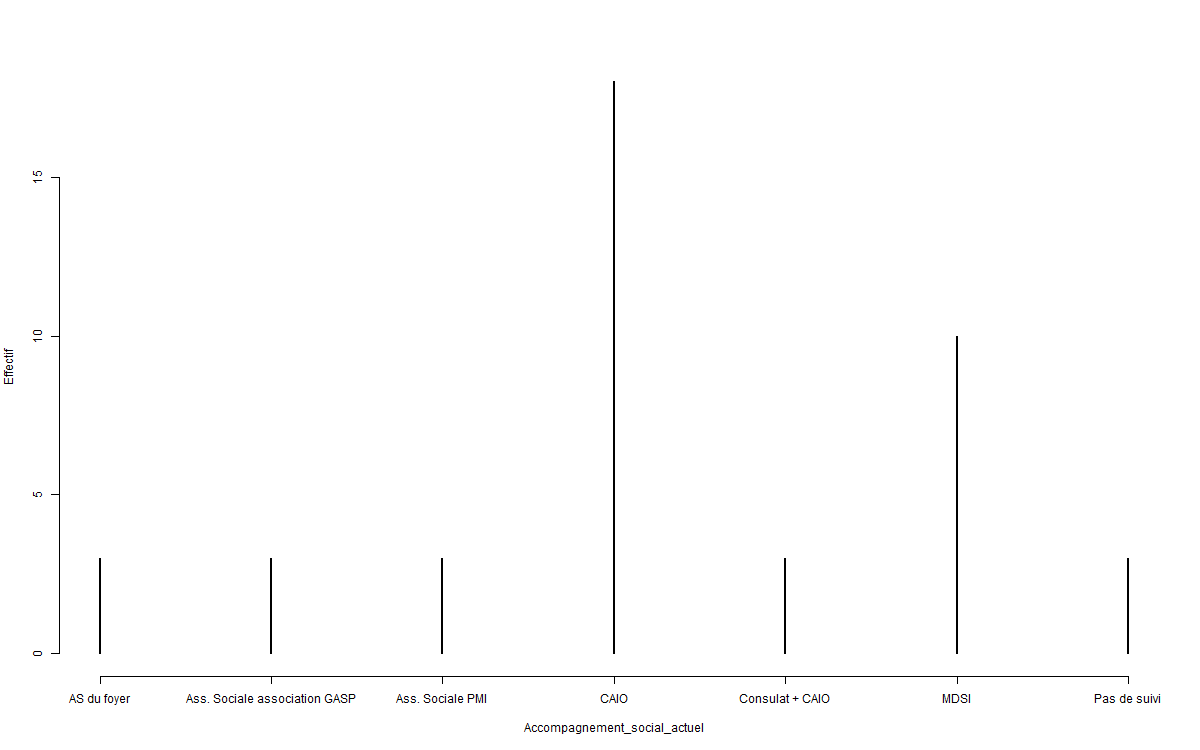 15
10
5
0
Effectif
AS du foyer
Ass. Sociale association GASP
Ass. Sociale PMI
CAIO
Consulat + CAIO
MDSI
Pas de suivi
Accompagnement_social_actuel